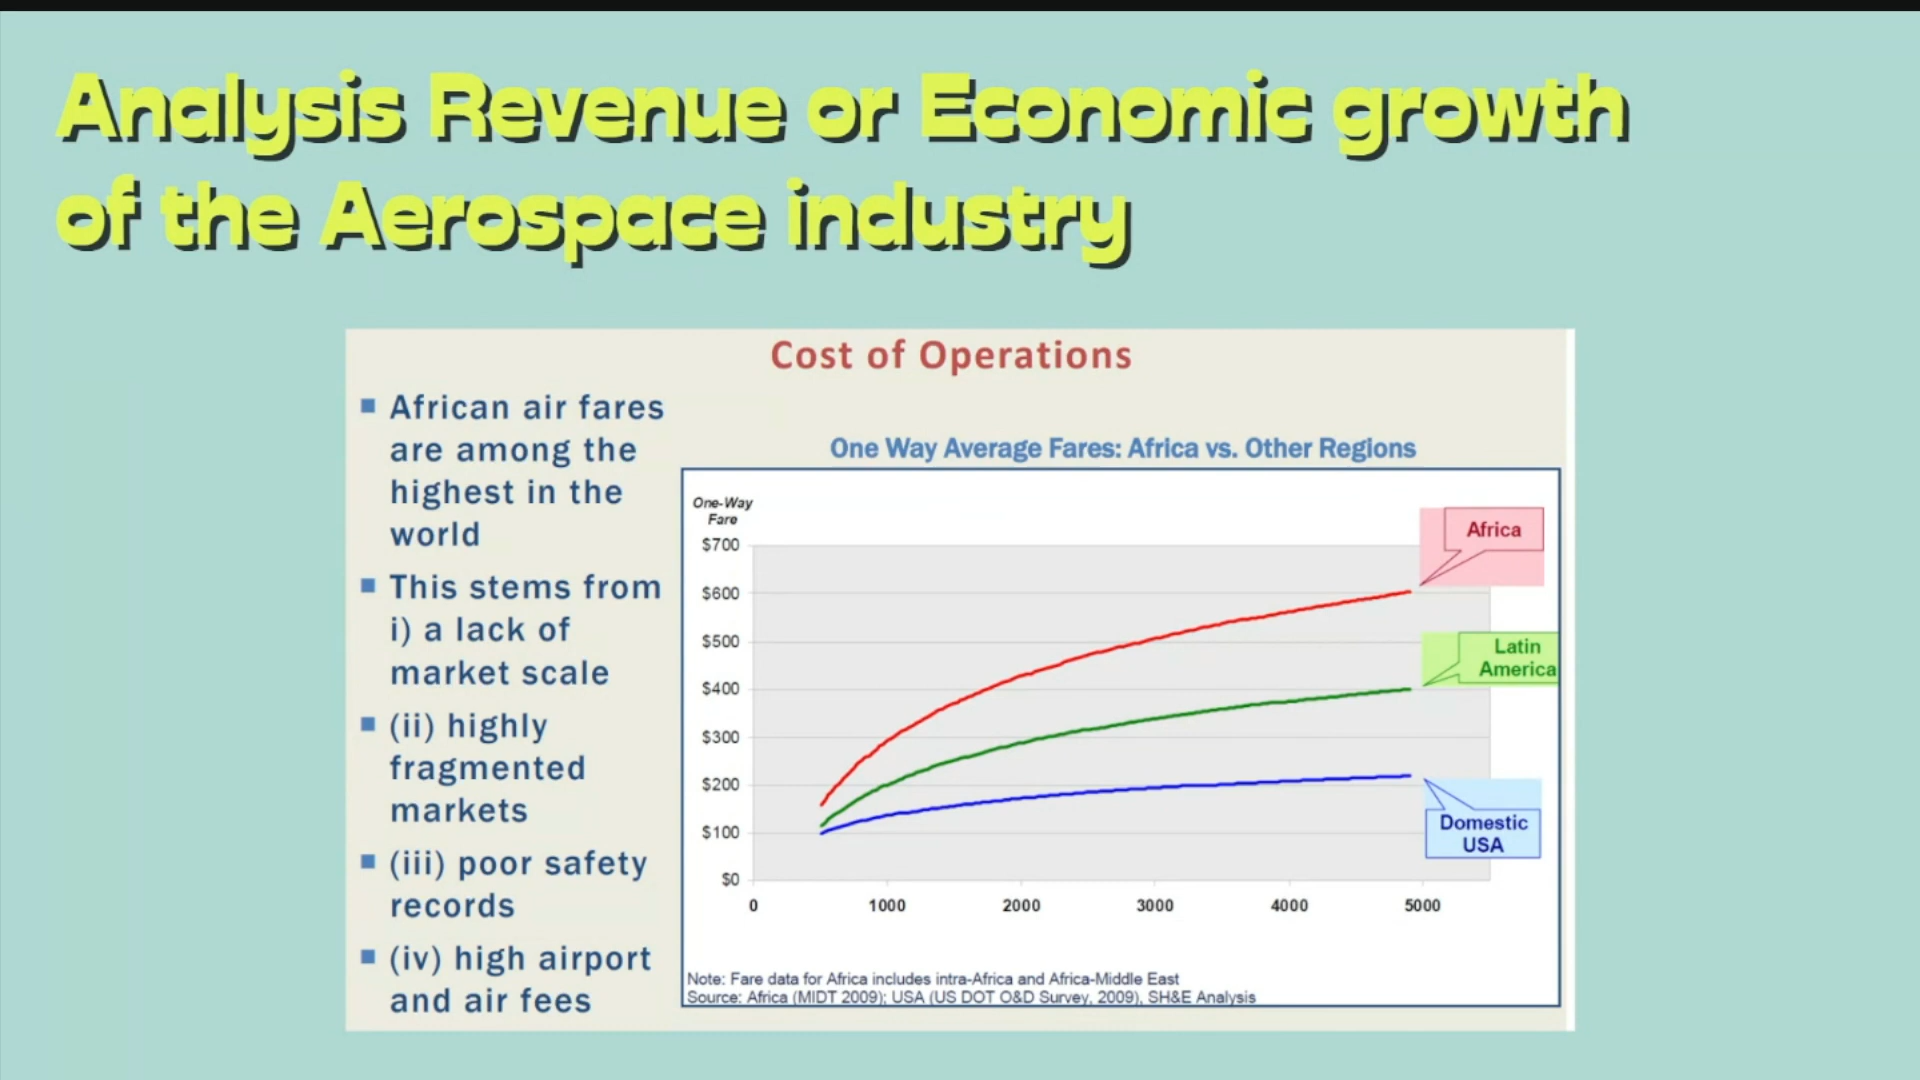 Analysis Revenue or Economic growth
of the Aerospace industry
Cost of Operations
African air fares
are among the
highest in the
world
This stems from
i) a lack of
market scale
(ii) highly
fragmented
markets
(iii) poor safety
records
(iv) high airport
and air fees
One Way Average Fares: Africa vs. Other Regions
One-Way
Fare
$700
$600
$500
$400
$300
$200
$100
$0
0 1000 2000 3000 4000 5000
Africa
Latin
America
Domestic
USA
Note: Fare data for Africa includes intra-Africa and Africa-Middle East
Source: Africa (MIDT 2009); USA (US DOT O&D Survey, 2009), SH&E Analysis